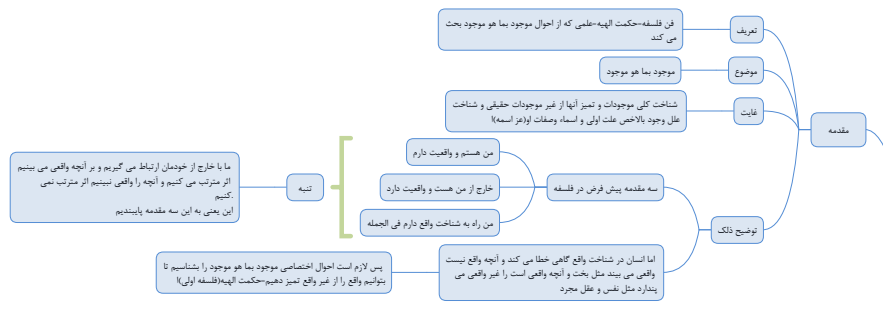 مقدمه
تعریف
فن فلسفه=حکمت الهیه=علمی که از احوال موجود بما هو موجود بحث
می کند
موضوع
موجود بما هو موجود
غایت
شناخت کلی موجودات و تمیز آنها از غیر موجودات حقیقی و شناخت
علل وجود بالاخص علت اولی و اسماء وصفات او(عز اسمه)ا
توضیح ذلک
سه مقدمه پیش فرض در فلسفه
من هستم و واقعیت دارم
خارج از من هست و واقعیت دارد
من راه به شناخت واقع دارم فی الجمله
تنبه
ما با خارج از خودمان ارتباط می گیریم و بر آنچه واقعی می بینیم
اثر مترتب می کنیم و آنچه را واقعی نبینیم اثر مترتب نمی
.کنیم
این یعنی به این سه مقدمه پایبندیم
اما انسان در شناخت واقع گاهی خطا می کند و آنچه واقع نیست
واقعی می بیند مثل بخت و آنچه واقعی است را غیر واقعی می
پندارد مثل نفس و عقل مجرد
پس لازم است احوال اختصاصی موجود بما هو موجود را بشناسیم تا
بتوانیم واقع را از غیر واقع تمیز دهیم=حکمت الهیه(فلسفه اولی)ا